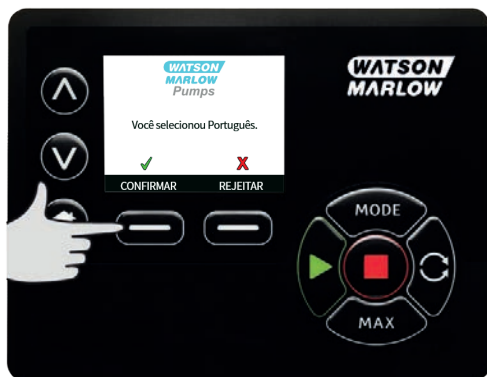 WATSON
MARLOW
Pumps
Você selecionou Português.
CONFIRMAR
REJEITAR
WATSON
MARLOW
MODE
MAX